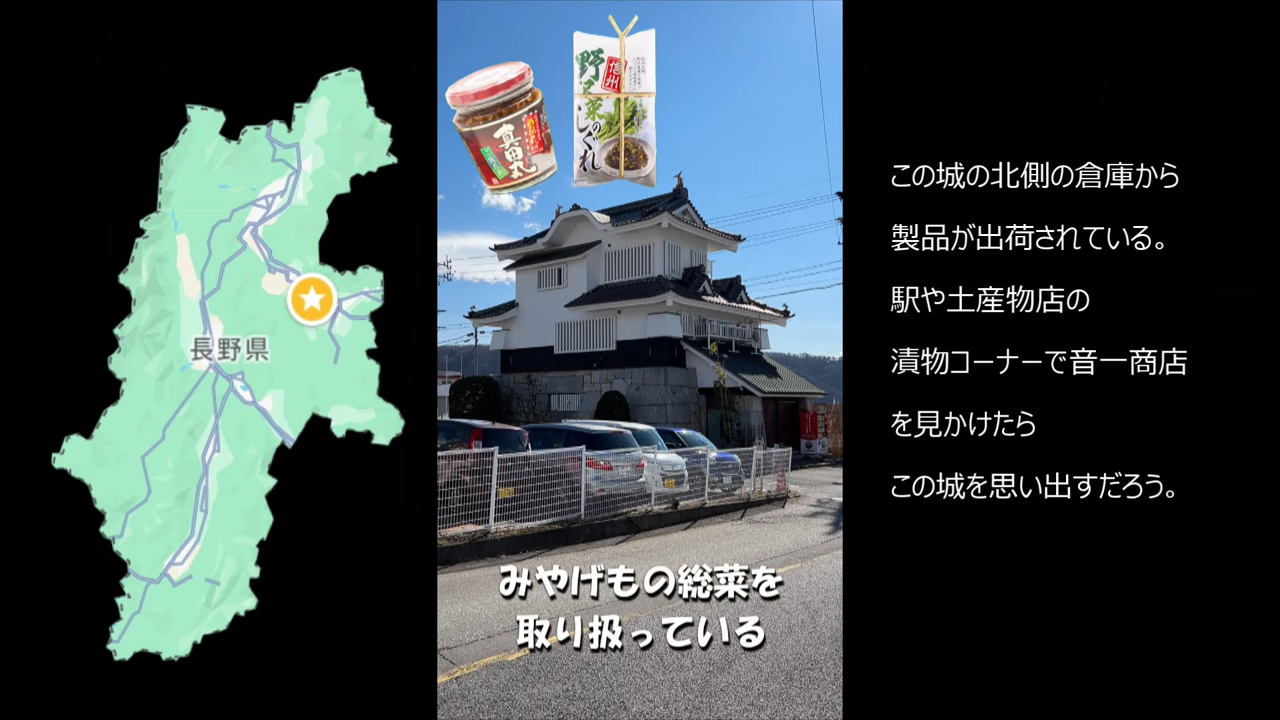 長野県
真田丸
信州
野沢菜の
しぐれ
みやげもの総菜を
取り扱っている
この城の北側の倉庫から
製品が出荷されている。
駅や土産物店の
漬物コーナーで音一商店
を見かけたら
この城を思い出すだろう。